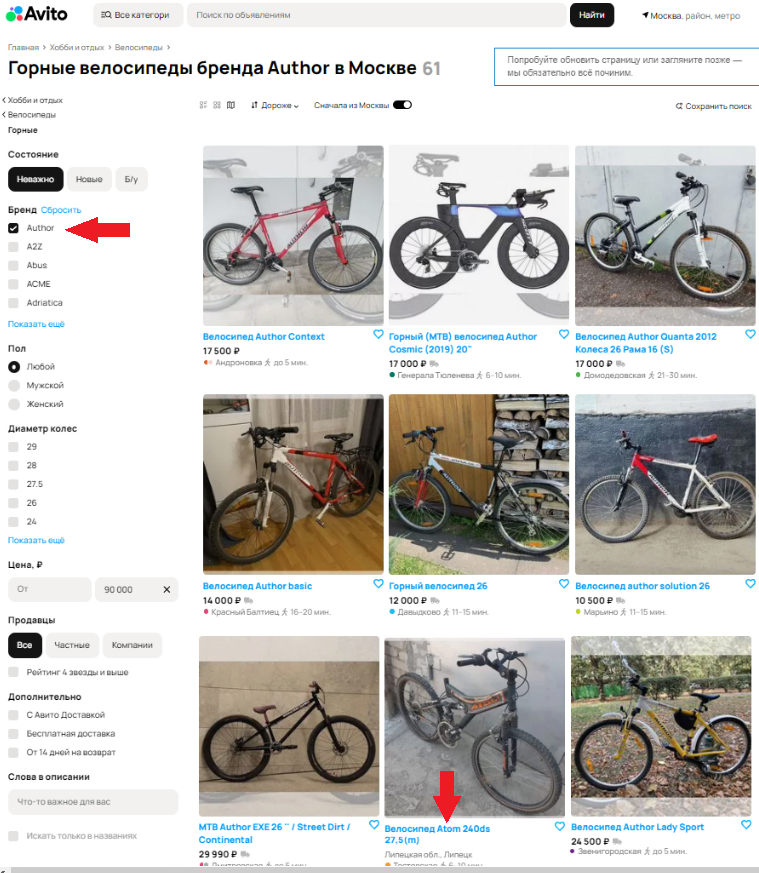 Avito
Все категори
Поиск по объявлениям
Найти
Москва, район, метро
Главная > Хобби и отдых > Велосипеды >
Горные велосипеды бренда Author в Москве 61
Попробуйте обновить страницу или загляните позже —
мы обязательно всё починим.
Хобби и отдых
Велосипеды
Горные
Дороже
Сначала из Москвы
Сохранить поиск
Состояние
Неважно
Новые
Б/у
Бренд Сбросить
Author
A2Z
Abus
ACME
Adriatica
Показать ещё
Пол
Любой
Мужской
Женский
Диаметр колес
29
28
27.5
26
24
Показать ещё
Цена, ₽
От
90 000
Продавцы
Все
Частные
Компании
Рейтинг 4 звезды и выше
Дополнительно
С Авито Доставкой
Бесплатная доставка
От 14 дней на возврат
Слова в описании
Что-то важное для вас
Искать только в названиях
Велосипед Author Context
17 500 ₽
Андроновка до 5 мин.
Горный (MTB) велосипед Author
Cosmic (2019) 20"
17 000 ₽
Генерала Тюленева 6-10 мин.
Велосипед Author Quanta 2012
Колеса 26 Рама 16 (S)
17 000 ₽
Домодедовская 21-30 мин.
Велосипед Author basic
14 000 ₽
Красный Балтиец 16-20 мин.
Горный велосипед 26
12 000 ₽
Давыдково 11-15 мин.
Велосипед author solution 26
10 500 ₽
Марьино 11-15 мин.
MTB Author EXE 26 '' / Street Dirt /
Continental
29 990 ₽
Дмитровская до 5 мин.
Велосипед Atom 240ds
27,5(m)
Липецкая обл., Липецк
6-10 мин.
Велосипед Author Lady Sport
24 500 ₽
Звенигородская до 5 мин.